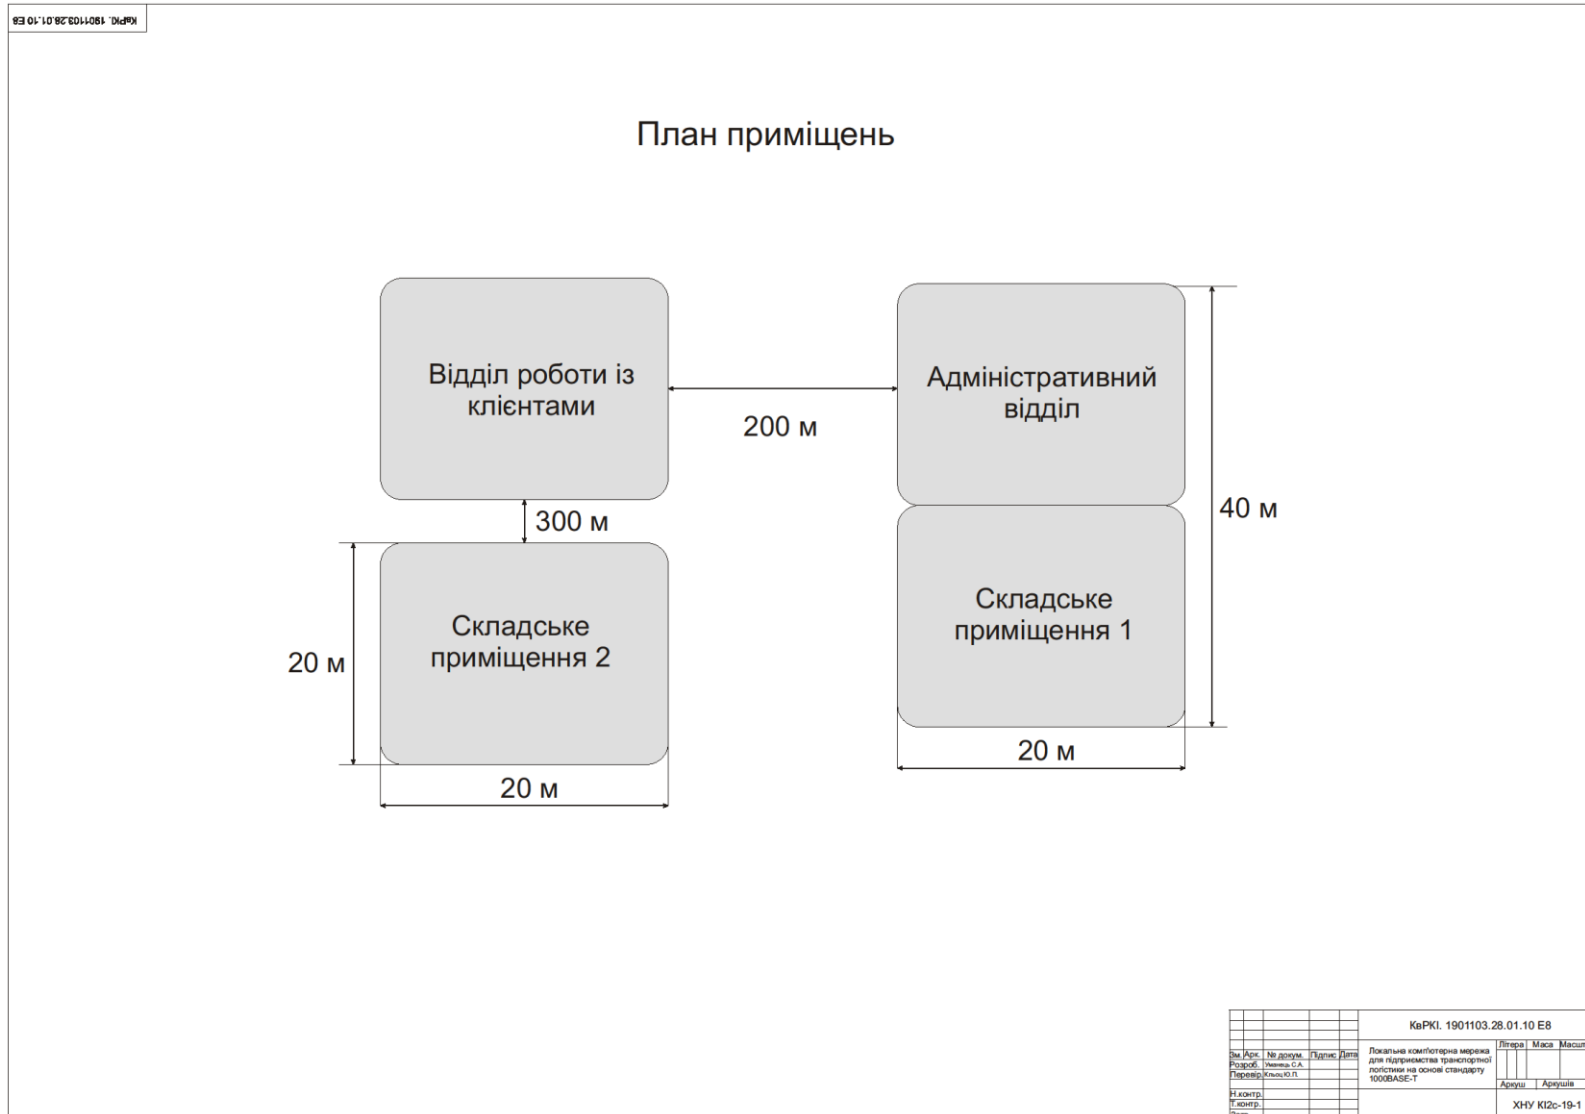 КвРКІ. 1901103.28.01.10 Е8
План приміщень
Відділ роботи із
клієнтами
Адміністративний
відділ
200 м
300 м
40 м
Складське
приміщення 2
Складське
приміщення 1
20 м
20 м
20 м
КвРКІ. 1901103.28.01.10 Е8
Зм. Арк. № докум. Підпис Дата
Розроб. Уманець С.А.
Перевір. Кльоц Ю.П.
Н.контр.
Т.контр.
Локальна комп'ютерна мережа
для підприємства транспортної
логістики на основі стандарту
1000BASE-T
Літера Маса Масшт
Аркуш Аркушів
ХНУ КІ2с-19-1